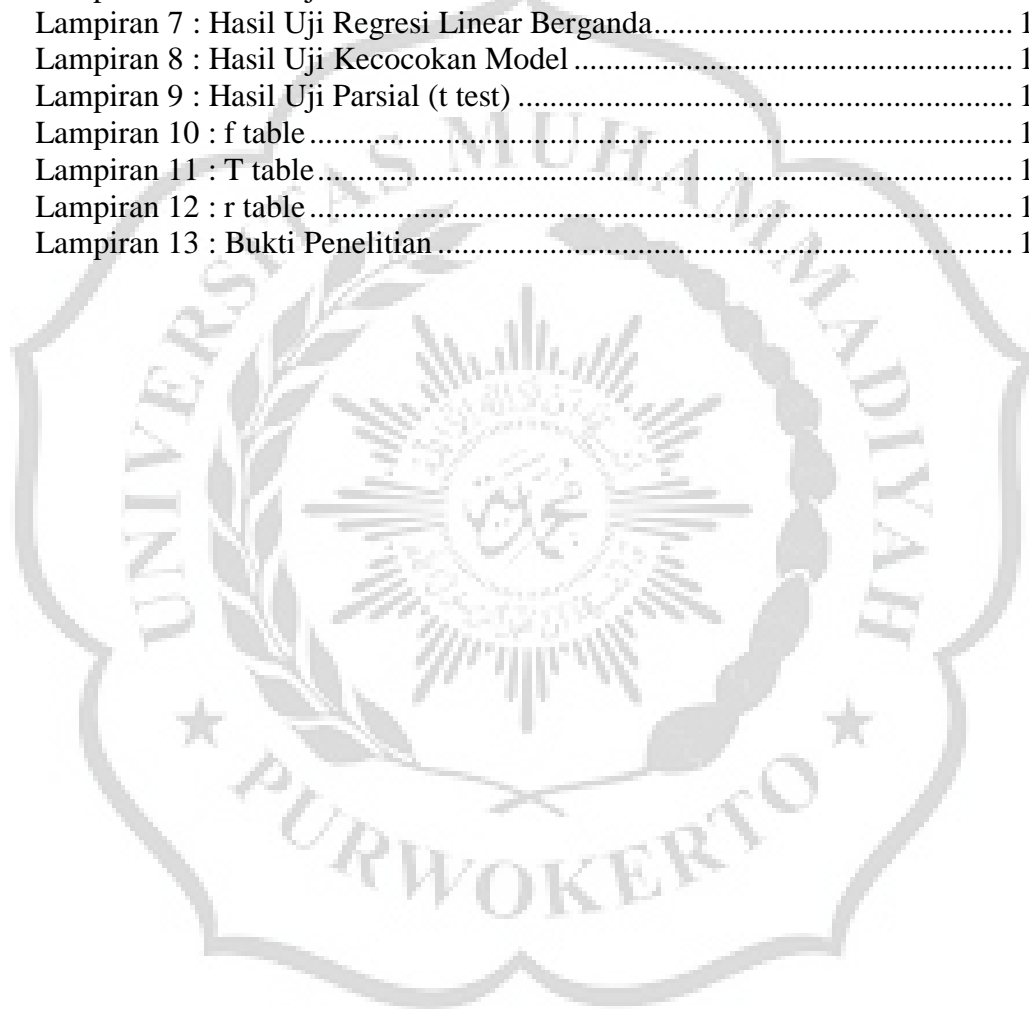 Lampiran 7 : Hasil Uji Regresi Linear Berganda.................................................. 1
Lampiran 8 : Hasil Uji Kecocokan Model ............................................................. 1
Lampiran 9 : Hasil Uji Parsial (t test) ..................................................................... 1
Lampiran 10 : f table .................................................................................................. 1
Lampiran 11 : T table................................................................................................. 1
Lampiran 12 : r table .................................................................................................. 1
Lampiran 13 : Bukti Penelitian ................................................................................ 1
UNIVERSITAS MUHAMMADIYAH
★ PURWOKERTO ★